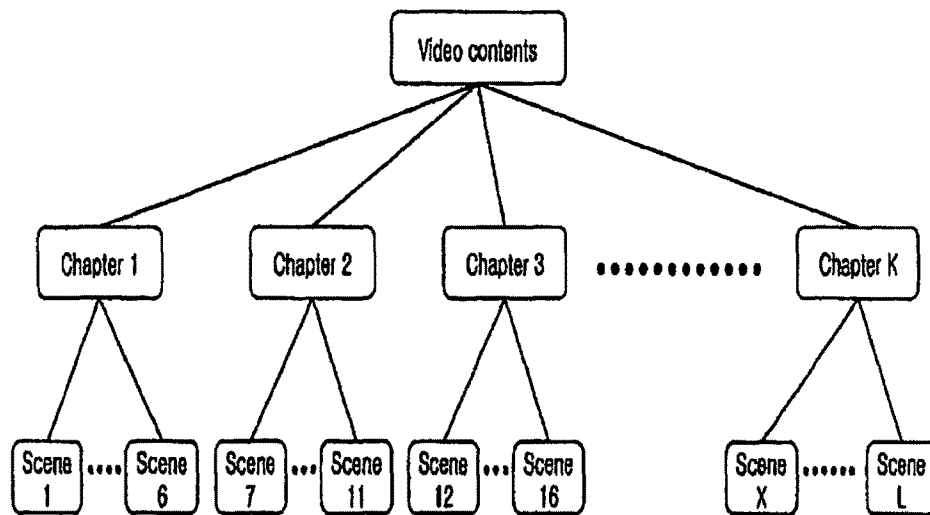 Video contents
Chapter 1
Chapter 2
Chapter 3
Chapter K
Scene
1
Scene
6
Scene
7
Scene
11
Scene
12
Scene
16
Scene
X
Scene
L